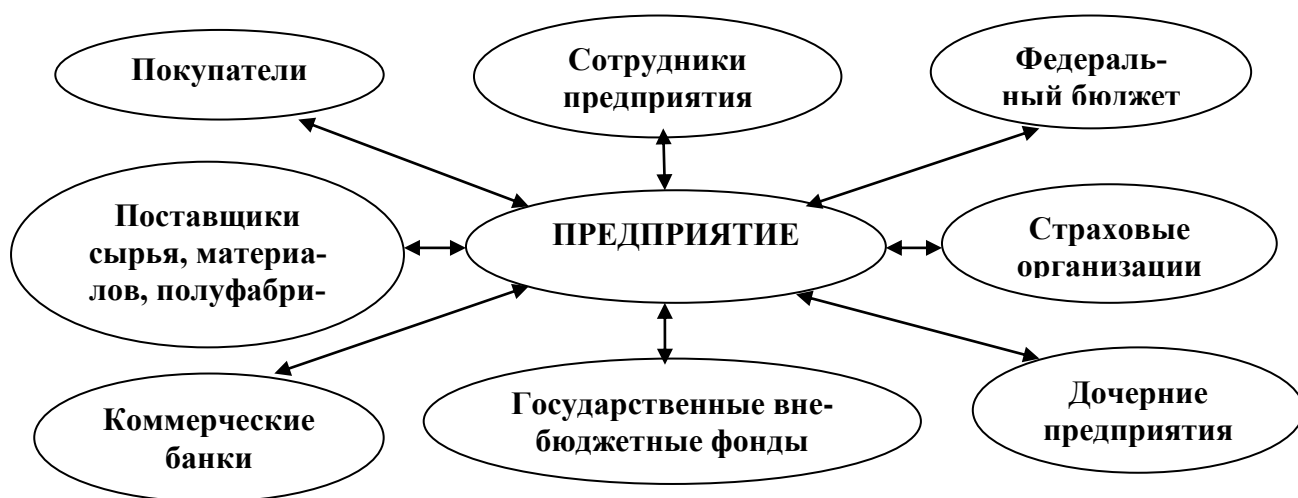 Покупатели
Сотрудники
предприятия
Федераль-
ный бюджет
Поставщики
сырья, материа-
лов, полуфабри-
ПРЕДПРИЯТИЕ
Страховые
организации
Коммерческие
банки
Государственные вне-
бюджетные фонды
Дочерние
предприятия